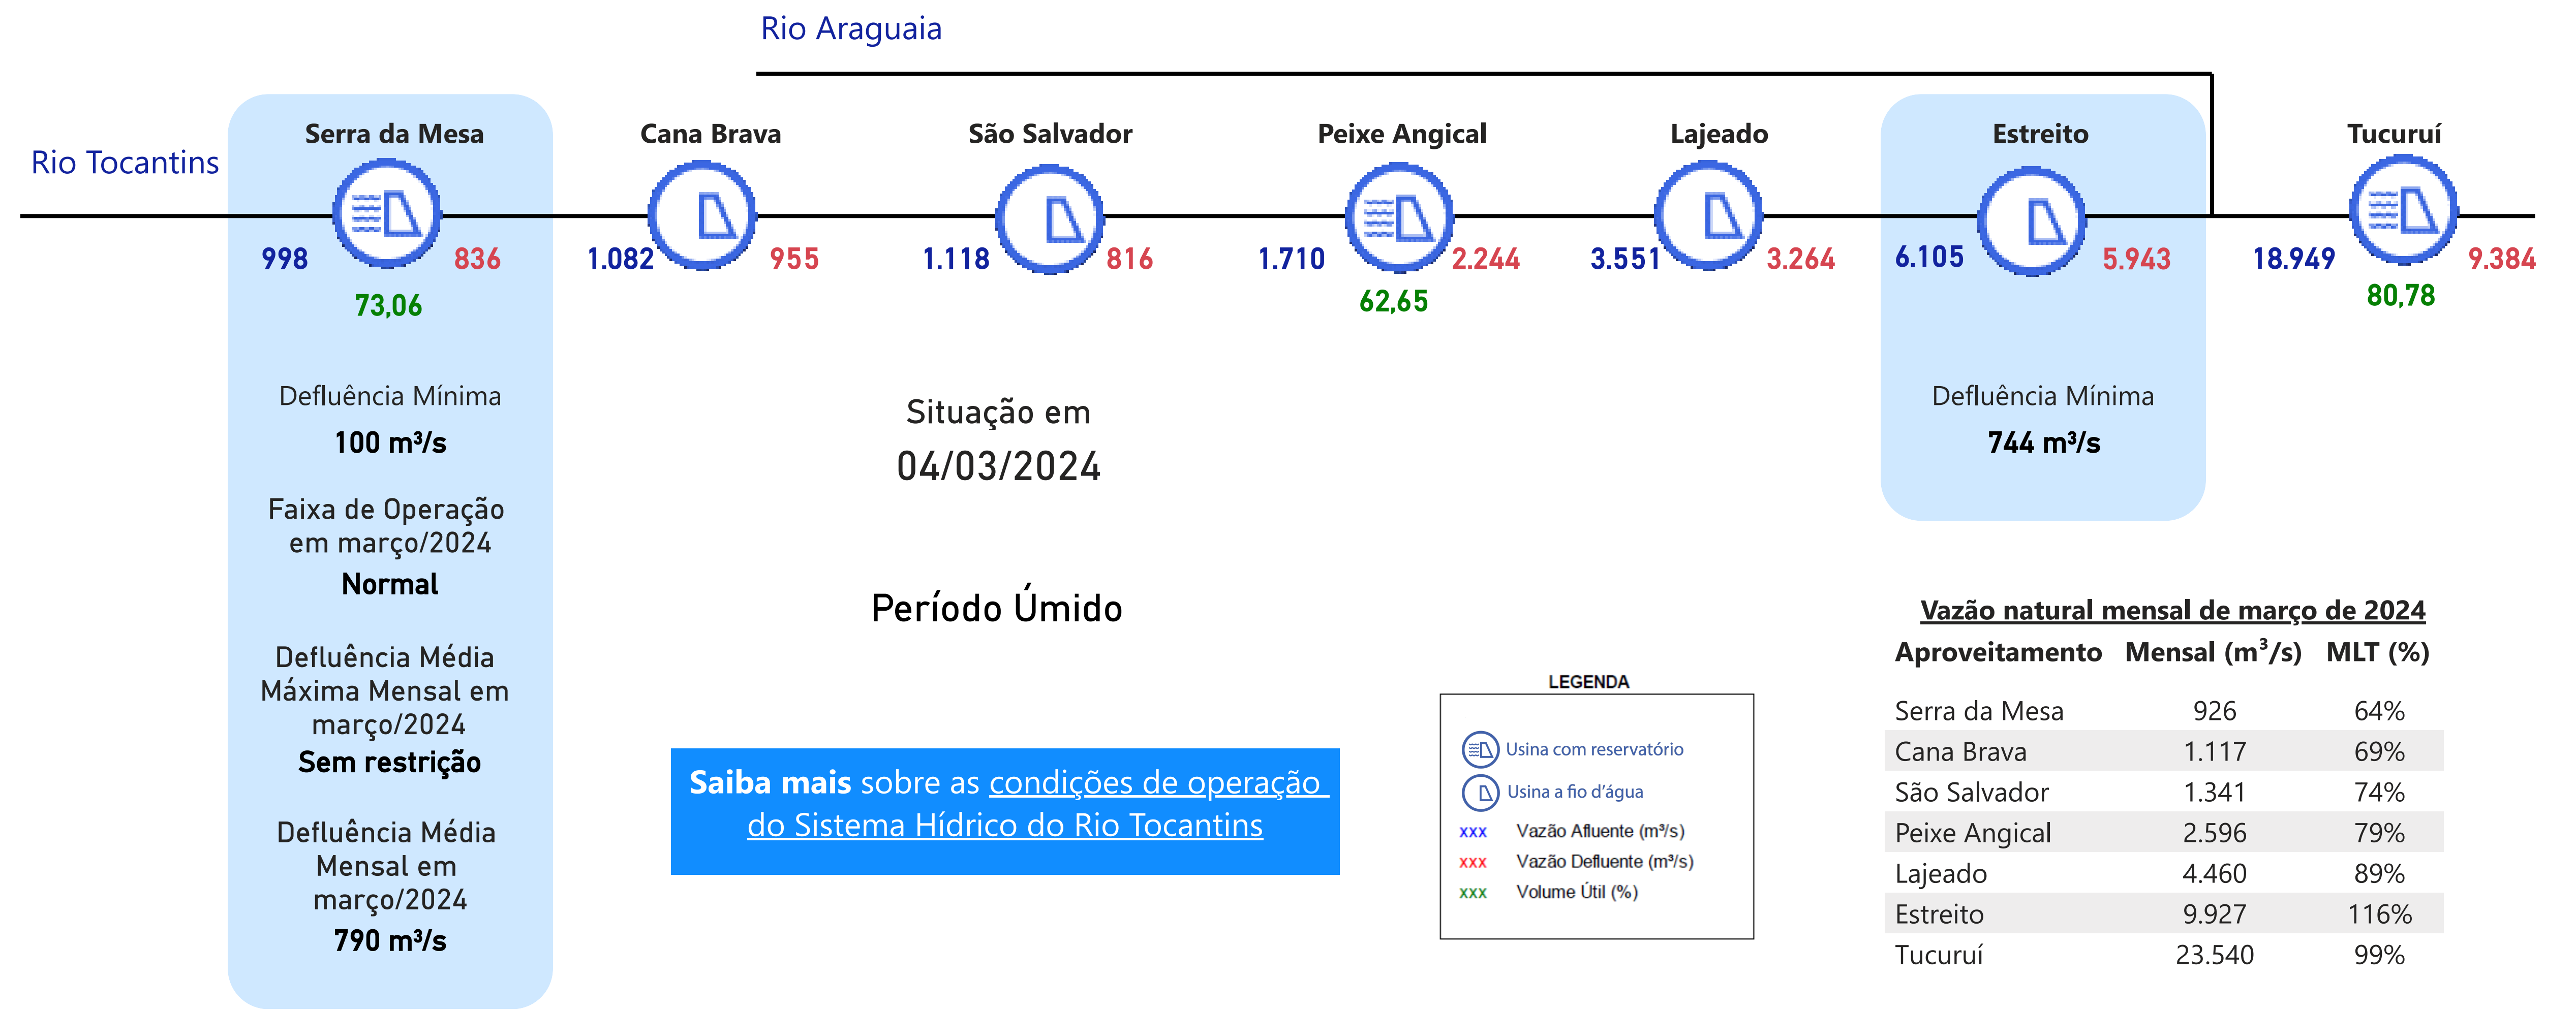 Rio Araguaia
Rio Tocantins
Serra da Mesa
Cana Brava
São Salvador
Peixe Angical
Lajeado
Estreito
Tucuruí
998
836
1.082
955
1.118
816
1.710
2.244
3.551
3.264
6.105
5.943
18.949
9.384
73,06
62,65
80,78
Defluência Mínima
100 m³/s
Faixa de Operação
em março/2024
Normal
Defluência Média
Máxima Mensal em
março/2024
Sem restrição
Defluência Média
Mensal em
março/2024
790 m³/s
Situação em
04/03/2024
Período Úmido
Saiba mais sobre as condições de operação
do Sistema Hídrico do Rio Tocantins
Defluência Mínima
744 m³/s
LEGENDA
Usina com reservatório
Usina a fio d'água
xxx Vazão Afluente (m³/s)
xxx Vazão Defluente (m³/s)
xxx Volume Útil (%)
Vazão natural mensal de março de 2024
Aproveitamento Mensal (m³/s) MLT (%)
Serra da Mesa 926 64%
Cana Brava 1.117 69%
São Salvador 1.341 74%
Peixe Angical 2.596 79%
Lajeado 4.460 89%
Estreito 9.927 116%
Tucuruí 23.540 99%